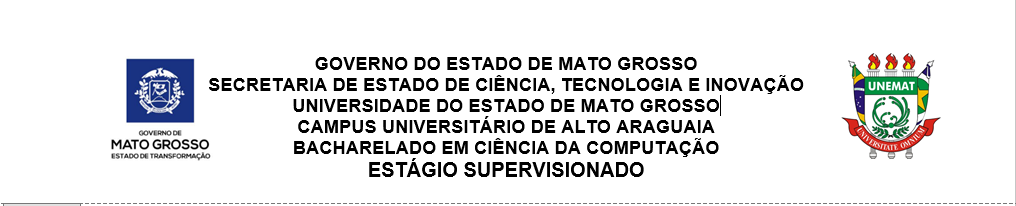 GOVERNO DO ESTADO DE MATO GROSSO
SECRETARIA DE ESTADO DE CIÊNCIA, TECNOLOGIA E INOVAÇÃO
UNIVERSIDADE DO ESTADO DE MATO GROSSO
CAMPUS UNIVERSITÁRIO DE ALTO ARAGUAIA
BACHARELADO EM CIÊNCIA DA COMPUTAÇÃO
ESTÁGIO SUPERVISIONADO
GOVERNO DE
MATO GROSSO
ESTADO DE TRANSFORMAÇÃO
UNEMAT
UNIVERSITATE OMNIUM